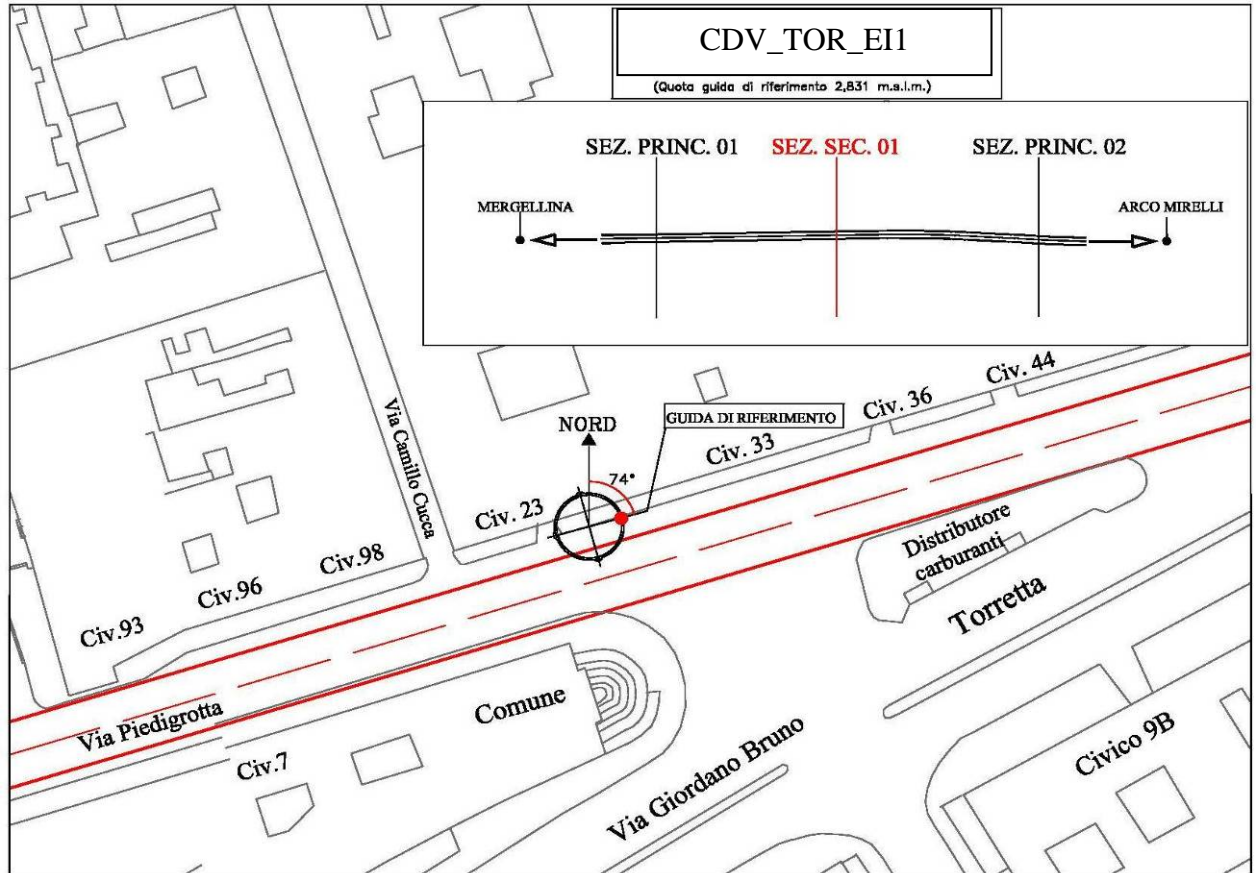 CDV_TOR_EI1
(Quota guida di riferimento 2,831 m.s.l.m.)
SEZ. PRINC. 01
SEZ. SEC. 01
SEZ. PRINC. 02
MERGELLINA
ARCO MIRELLI
Civ. 44
Civ. 36
GUIDA DI RIFERIMENTO
NORD
Via Camillo Cucca
Civ. 33
74°
Civ. 23
Distributore
carburanti
Civ.98
Civ.96
Torretta
Civ.93
Comune
Via Piedigrotta
Civ.7
Via Giordano Bruno
Civico 9B